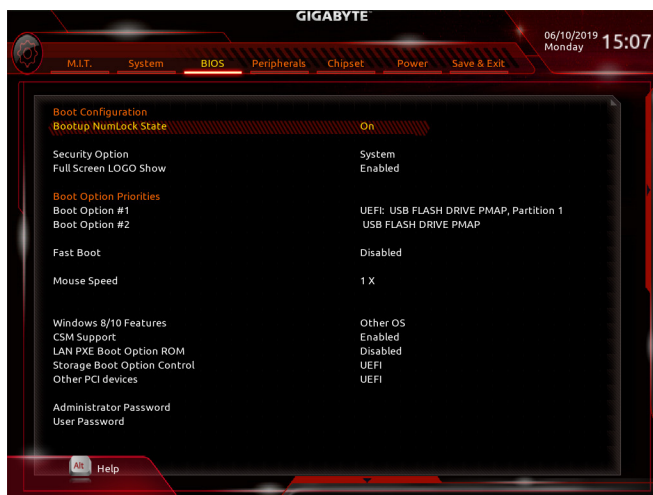 GIGABYTE
06/10/2019
Monday
15:07
M.I.T. System BIOS Peripherals Chipset Power Save & Exit
Boot Configuration
Bootup NumLock State On
Security Option System
Full Screen LOGO Show Enabled
Boot Option Priorities
Boot Option #1 UEFI: USB FLASH DRIVE PMAP, Partition 1
Boot Option #2 USB FLASH DRIVE PMAP
Fast Boot Disabled
Mouse Speed 1 X
Windows 8/10 Features Other OS
CSM Support Enabled
LAN PXE Boot Option ROM Disabled
Storage Boot Option Control UEFI
Other PCI devices UEFI
Administrator Password
User Password
Alt Help